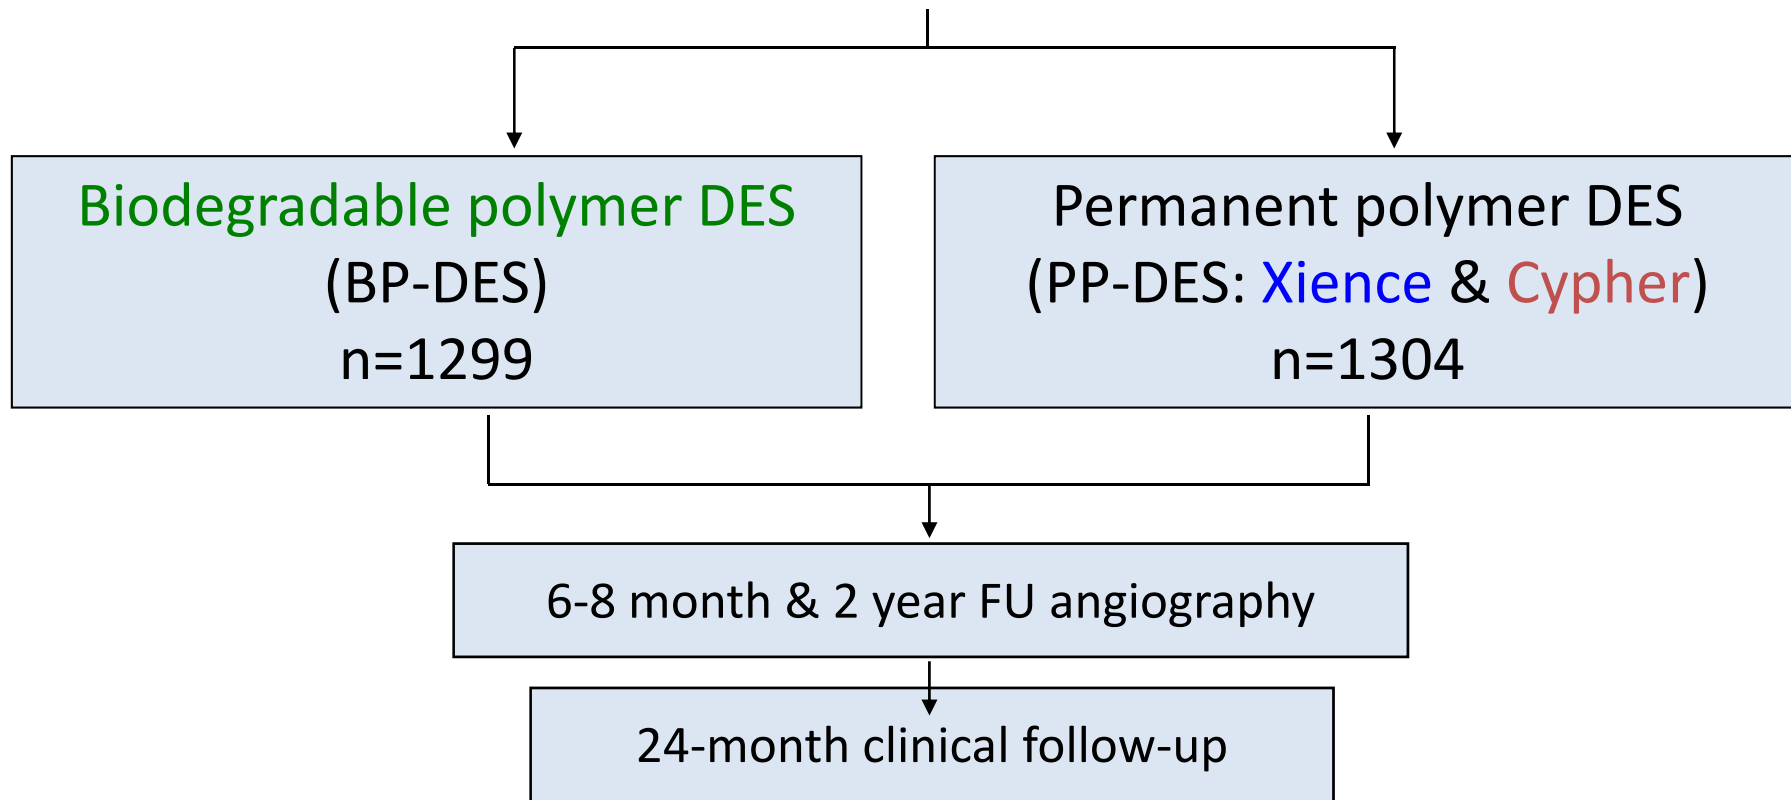 Biodegradable polymer DES
(BP-DES)
n=1299
Permanent polymer DES
(PP-DES: Xience & Cypher)
n=1304
6-8 month & 2 year FU angiography
24-month clinical follow-up